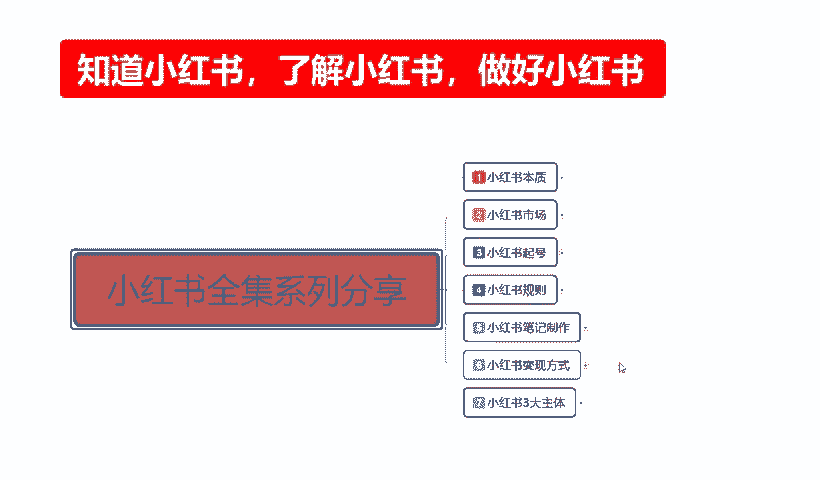 知道小红书，了解小红书，做好小红书
小红书全集系列分享
1 小红书本质
2 小红书市场
3 小红书起号
4 小红书规则
5 小红书笔记制作
6 小红书变现方式
7 小红书3大主体